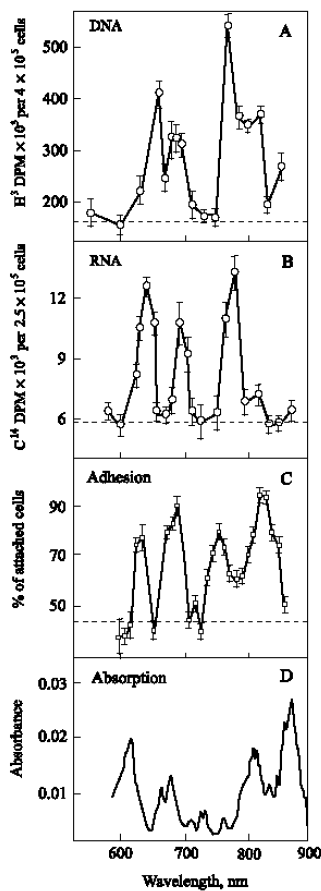 DNA A
H³ DPM × 10³ per 4 × 10⁵ cells
500
400
300
200
RNA B
C¹⁴ DPM × 10³ per 2.5 × 10⁵ cells
12
9
6
Adhesion C
% of attached cells
90
70
50
Absorption D
Absorbance
0.03
0.02
0.01
600 700 800 900
Wavelength, nm